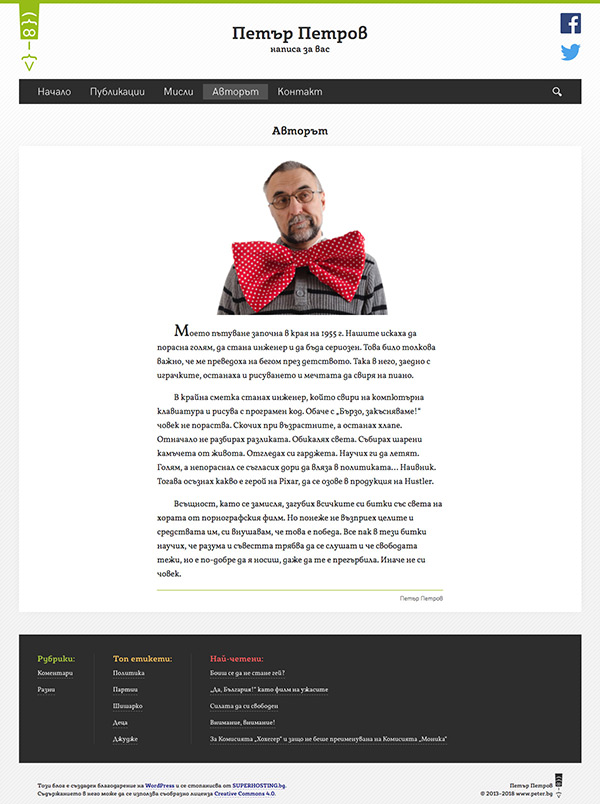 Петър Петров
написа за вас
Начало Публикации Мисли Авторът Контакт
Авторът
Моето пътуване започна в края на 1955 г. Нашите искаха да
порасна голям, да стана инженер и да бъда сериозен. Това било толкова
важно, че ме преведоха на бегом през детството. Така в него, заедно с
играчките, останаха и рисуването и мечтата да свиря на пиано.
В крайна сметка станах инженер, който свири на компютърна
клавиатура и рисува с програмен код. Обаче с „Бързо, закъсняваме!“
човек не пораства. Скочих при възрастните, а останах хлапе.
Отначало не разбирах разликата. Обикалях света. Събирах шарени
камъчета от живота. Отгледах си гарджета. Научих ги да летят.
Голям, а непораснал се съгласих дори да вляза в политиката... Наивник.
Тогава осъзнах какво е герой на Pixar, да се озове в продукция на Hustler.
Всъщност, като се замисля, загубих всичките си битки със света на
хората от порнографския филм. Но понеже не възприех целите и
средствата им, си внушавам, че това е победа. Все пак в тези битки
научих, че разума и съвестта трябва да се слушат и че свободата
тежи, но е по-добре да я носиш, даже да те е прегърбила. Иначе не си
човек.
Петър Петров
Рубрики:
Коментари
Разни
Топ етикети:
Политика
Партии
Шишарко
Деца
Джудже
Най-четени:
Боиш се да не стане гей?
„Да, България!“ като филм на ужасите
Силата да си свободен
Внимание, внимание!
За Комисията „Хохегер“ и защо не беше преименувана на Комисията „Моника“
Този блог е създаден благодарение на WordPress и се стопанисва от SUPERHOSTING.bg.
Съдържанието в него може да се използва съобразно лиценза Creative Commons 4.0.
Петър Петров
© 2013-2018 www.peter.bg